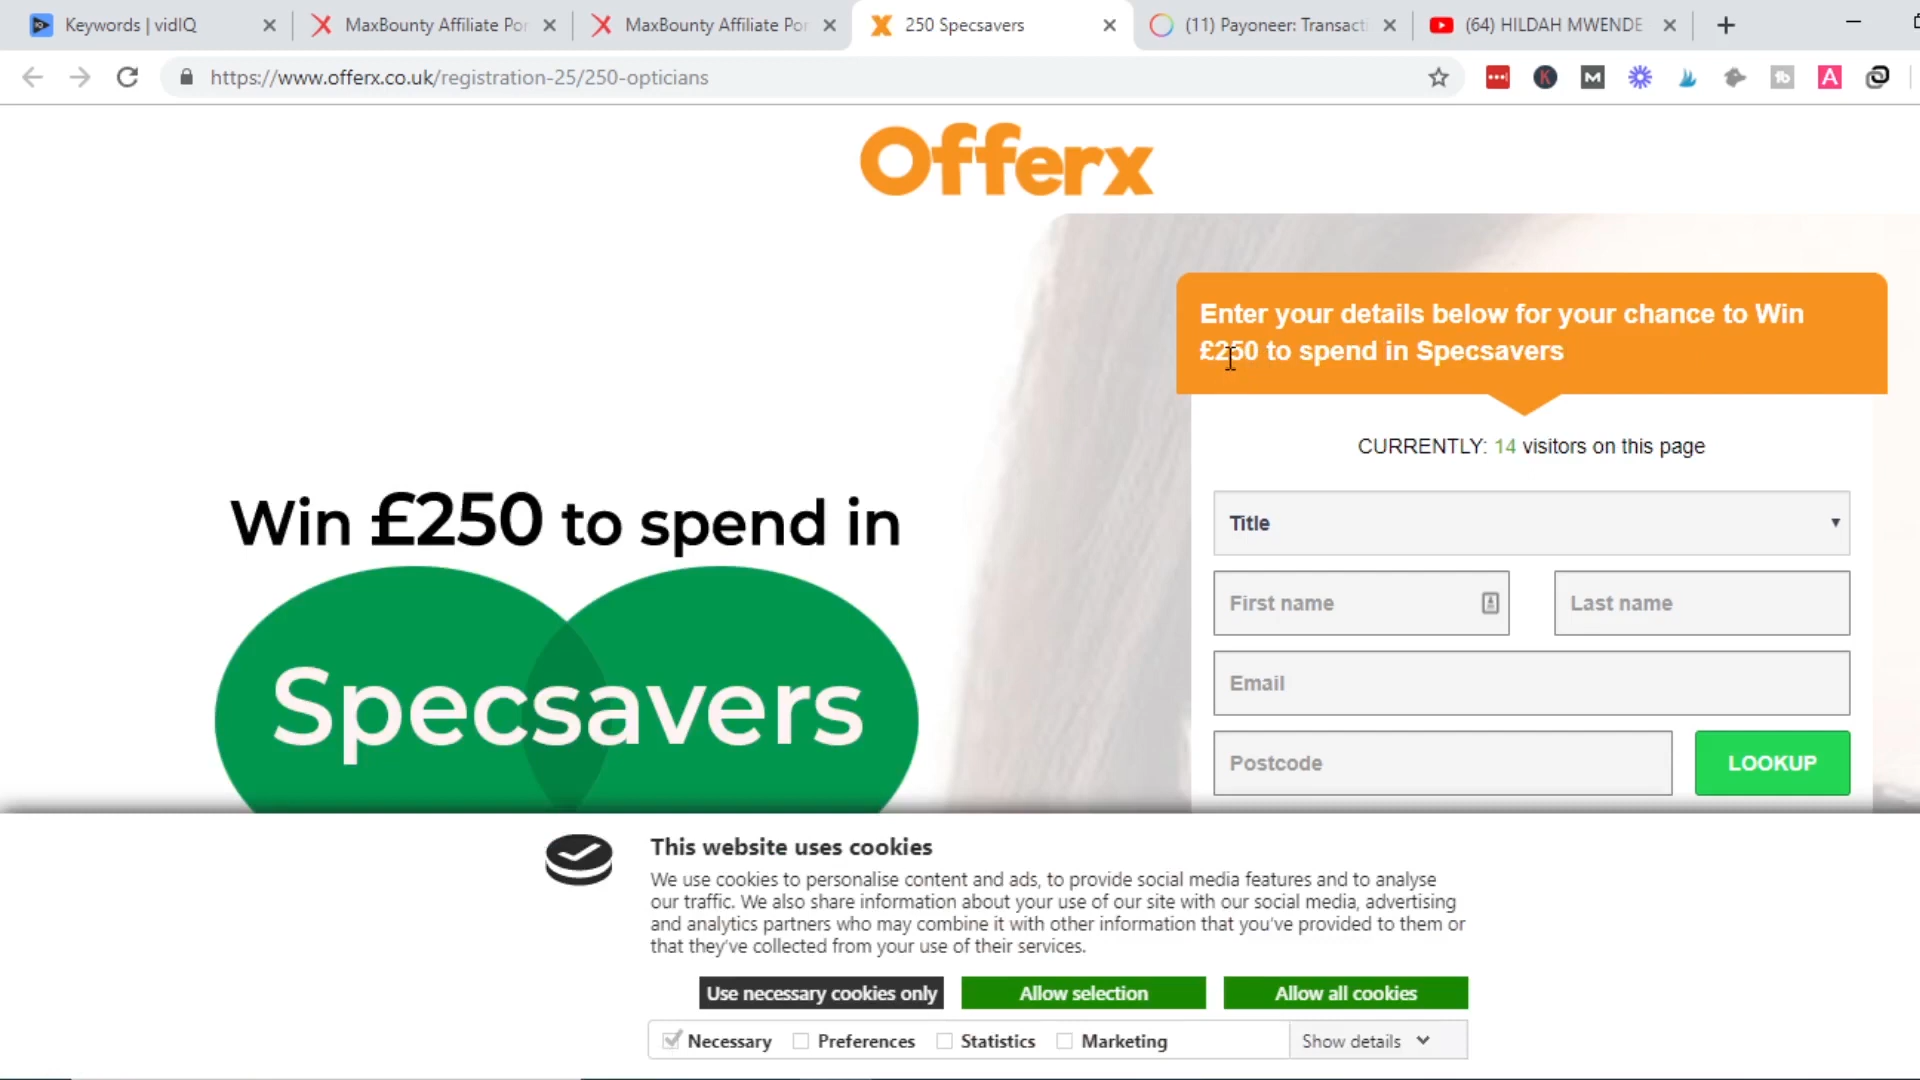 Keywords | vidIQ
MaxBounty Affiliate Por
MaxBounty Affiliate Por
250 Specsavers
(11) Payoneer: Transacti
(64) HILDAH MWENDE
https://www.offerx.co.uk/registration-25/250-opticians
Offerx
Enter your details below for your chance to Win
£250 to spend in Specsavers
CURRENTLY: 14 visitors on this page
Title
First name
Last name
Email
Postcode
LOOKUP
Win £250 to spend in
Specsavers
This website uses cookies
We use cookies to personalise content and ads, to provide social media features and to analyse
our traffic. We also share information about your use of our site with our social media, advertising
and analytics partners who may combine it with other information that you've provided to them or
that they've collected from your use of their services.
Use necessary cookies only
Allow selection
Allow all cookies
Necessary
Preferences
Statistics
Marketing
Show details